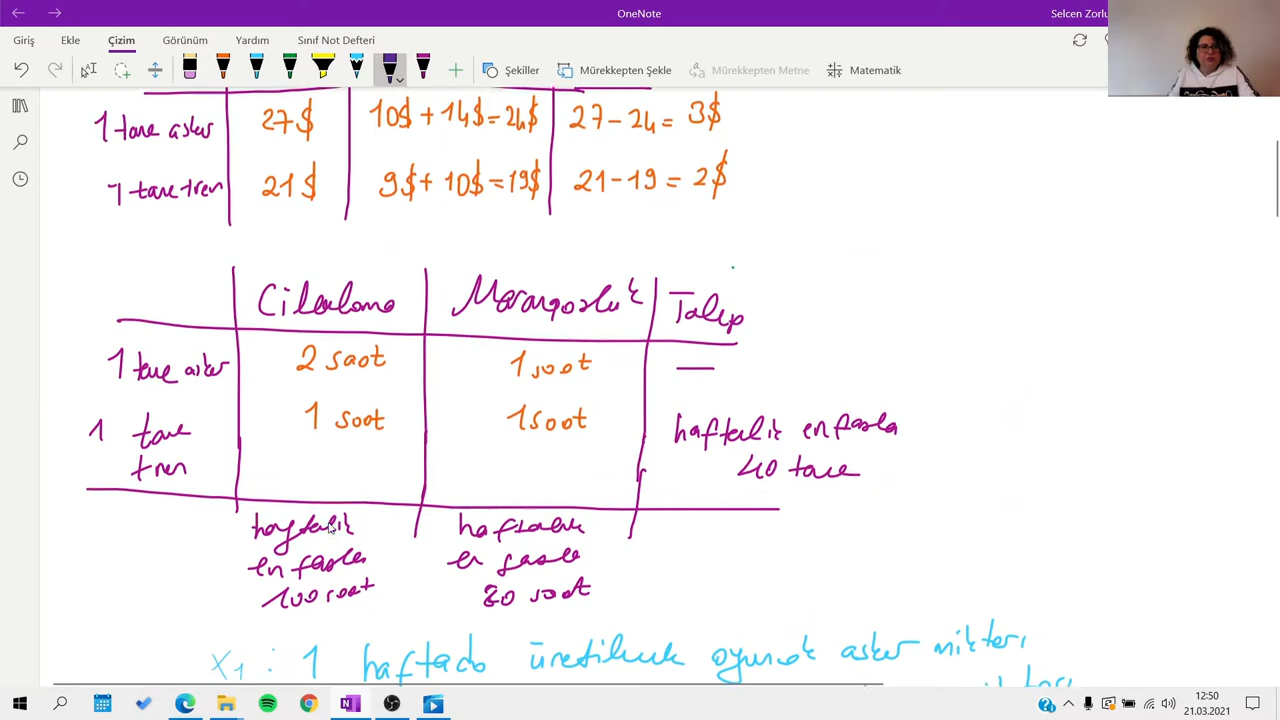 OneNote
Selcen Zorlu
Giriş Ekle Çizim Görünüm Yardım Sınıf Not Defteri
Şekiller Mürekkepten Şekle Mürekkepten Metne Matematik
1 tane asker 27$ 10$ + 14$ = 24$ 27 - 24 = 3$
1 tane tren 21$ 9$ + 10$ = 19$ 21 - 19 = 2$
Cilalama Marangozluk Talep
1 tane asker 2 saat 1 saat —
1 tane tren 1 saat 1 saat haftalık en fazla 40 tane
haftalık en fazla 100 saat
haftalık en fazla 80 saat
X1 : 1 haftada üretilecek oyuncak asker miktarı
12:50
21.03.2021